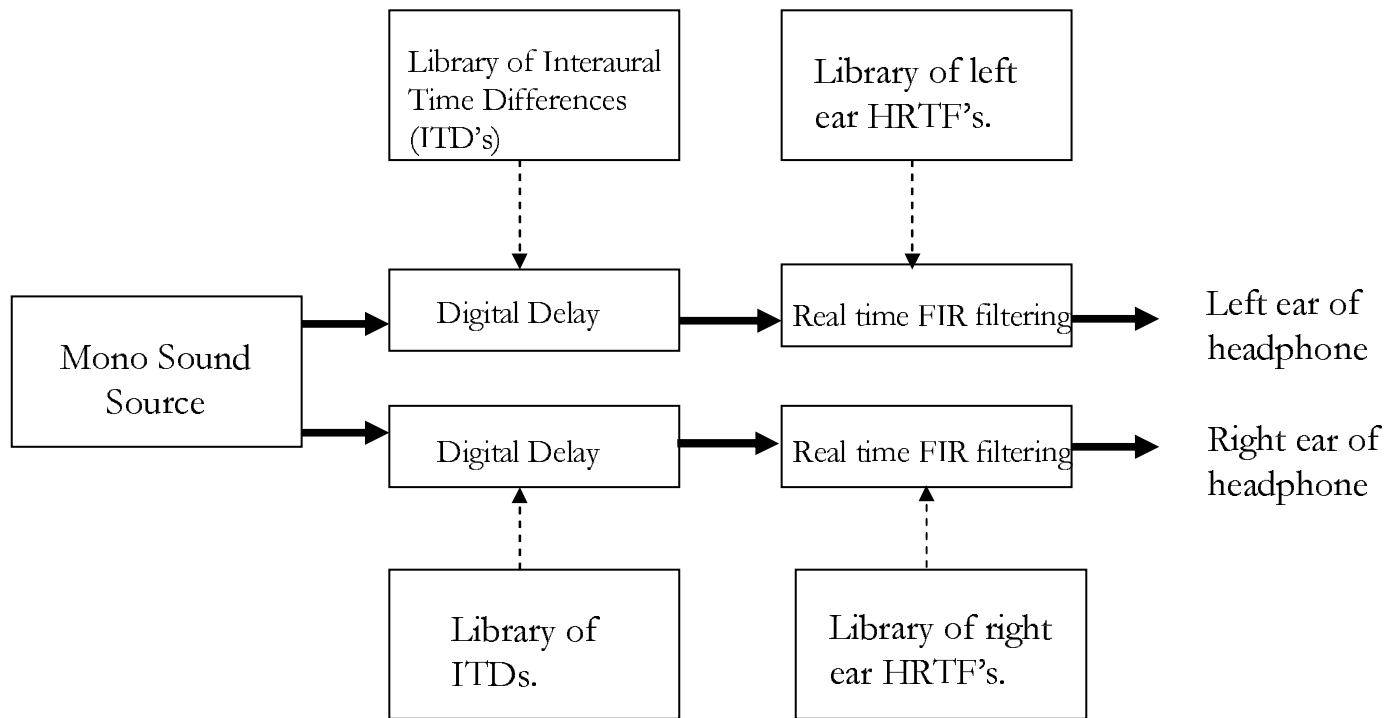 Library of Interaural
Time Differences
(ITD's)
Library of left
ear HRTF's.
Mono Sound
Source
Digital Delay
Real time FIR filtering
Left ear of
headphone
Digital Delay
Real time FIR filtering
Right ear of
headphone
Library of
ITDs.
Library of right
ear HRTF's.